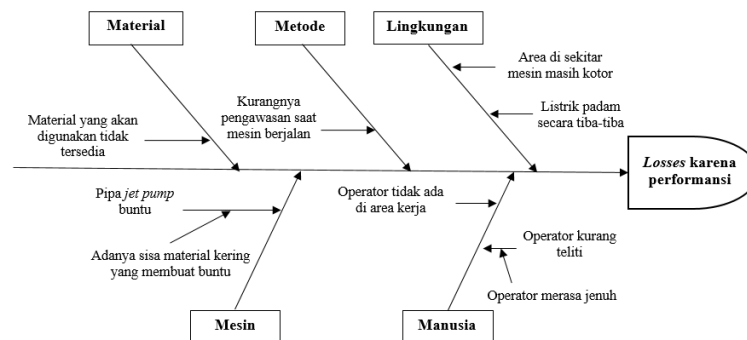 Material
Metode
Lingkungan
Area di sekitar
mesin masih kotor
Kurangnya
pengawasan saat
mesin berjalan
Listrik padam
secara tiba-tiba
Material yang akan
digunakan tidak
tersedia
Losses karena
performansi
Pipa jet pump
buntu
Operator tidak ada
di area kerja
Adanya sisa material kering
yang membuat buntu
Operator kurang
teliti
Operator merasa jenuh
Mesin
Manusia